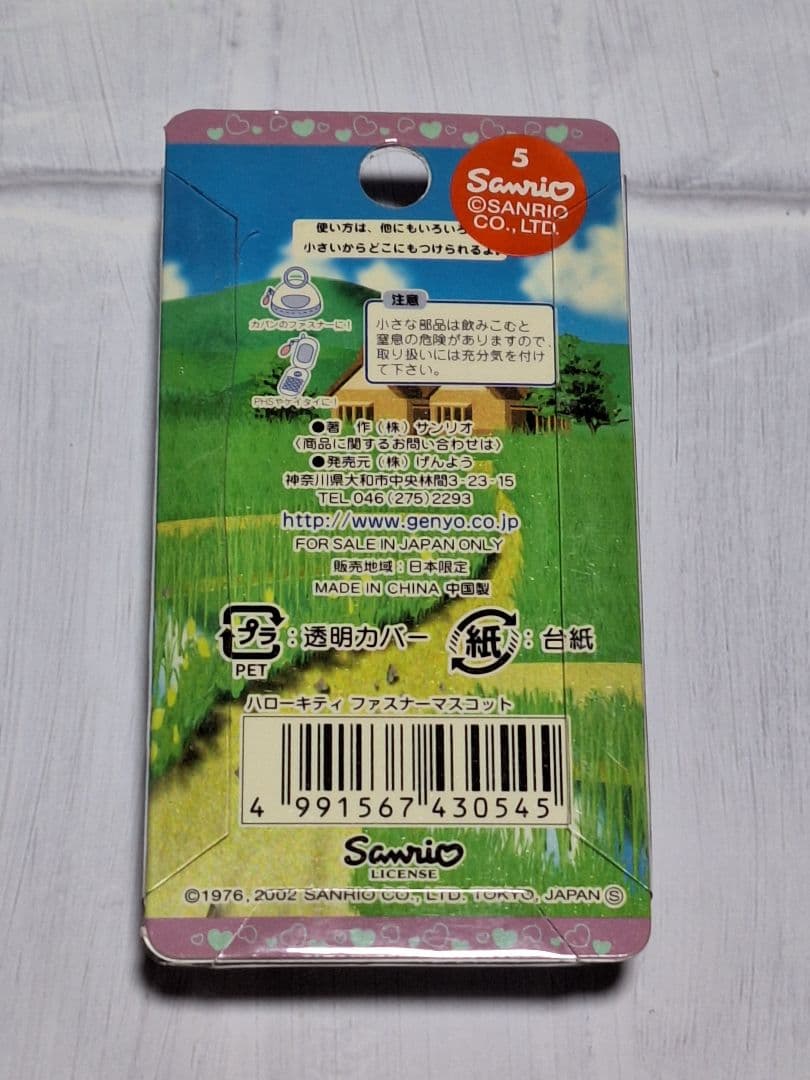 5
Sanrio
©SANRIO
CO., LTD.
使い方は、他にもいろいろ
小さいからどこにもつけられるよ。
カバンのファスナーに!
PHSやケイタイに!
注意
小さな部品は飲みこむと
窒息の危険がありますので、
取り扱いには充分気を付け
て下さい。
●著 作(株)サンリオ
〈商品に関するお問い合わせは〉
●発売元(株)げんよう
神奈川県大和市中央林間3-23-15
TEL.046(275)2293
http://www.genyo.co.jp
FOR SALE IN JAPAN ONLY
販売地域:日本限定
MADE IN CHINA 中国製
プラ:透明カバー 紙:台紙
PET
ハローキティ ファスナーマスコット
4 991567 430545
Sanrio
LICENSE
©1976, 2002 SANRIO CO., LTD. TOKYO, JAPAN Ⓢ